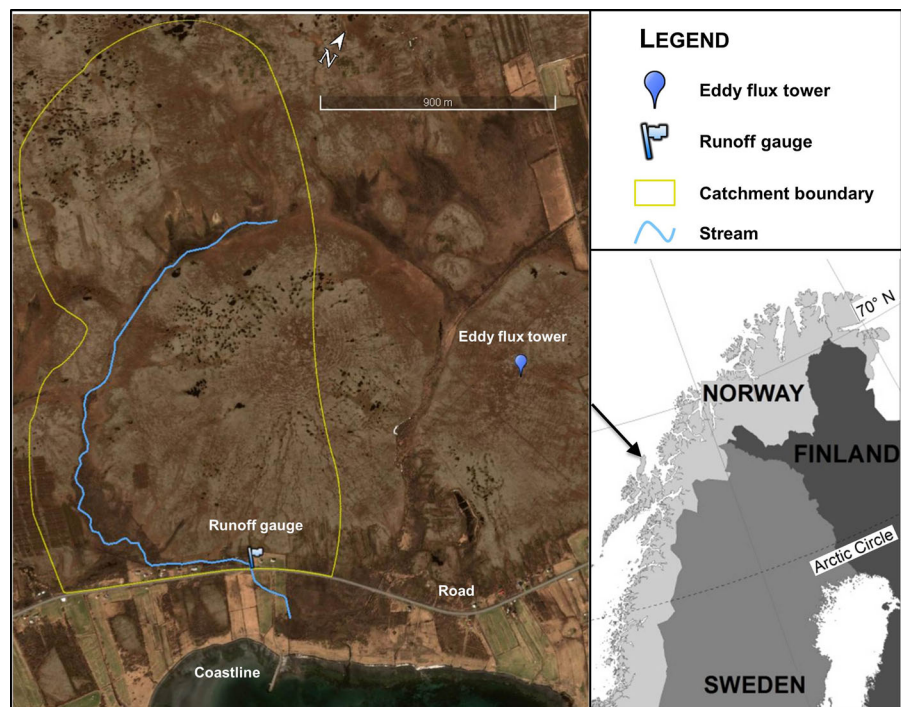 N
900 m
Eddy flux tower
Runoff gauge
Road
Coastline
LEGEND
Eddy flux tower
Runoff gauge
Catchment boundary
Stream
70° N
NORWAY
FINLAND
Arctic Circle
SWEDEN